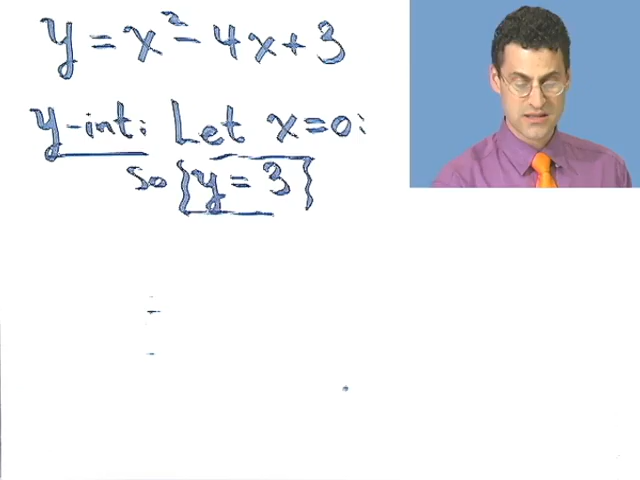 y = x² - 4x + 3
y-int: Let x = 0:
so y = 3